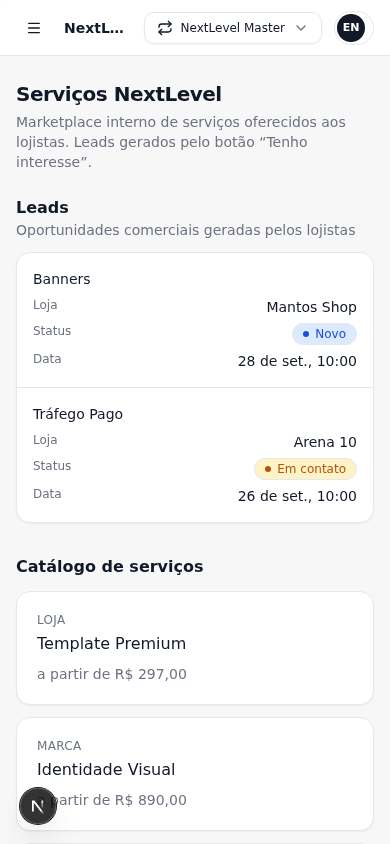 NextL...
NextLevel Master
EN
Serviços NextLevel
Marketplace interno de serviços oferecidos aos
lojistas. Leads gerados pelo botão “Tenho
interesse”.
Leads
Oportunidades comerciais geradas pelos lojistas
Banners
Loja Mantos Shop
Status Novo
Data 28 de set., 10:00
Tráfego Pago
Loja Arena 10
Status Em contato
Data 26 de set., 10:00
Catálogo de serviços
LOJA
Template Premium
a partir de R$ 297,00
MARCA
Identidade Visual
partir de R$ 890,00
N